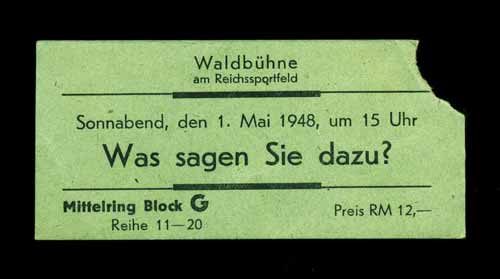 Waldbühne
am Reichssportfeld
Sonnabend, den 1. Mai 1948, um 15 Uhr
Was sagen Sie dazu?
Mittelring Block G
Reihe 11—20
Preis RM 12,—